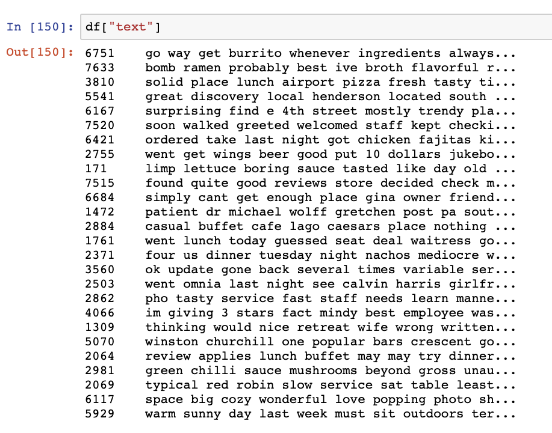 In [150]: df["text"]
Out[150]: 6751 go way get burrito whenever ingredients always...
7633 bomb ramen probably best ive broth flavorful r...
3810 solid place lunch airport pizza fresh tasty ti...
5541 great discovery local henderson located south ...
6167 surprising find e 4th street mostly trendy pla...
7520 soon walked greeted welcomed staff kept checki...
6421 ordered take last night got chicken fajitas ki...
2755 went get wings beer good put 10 dollars jukebo...
171 limp lettuce boring sauce tasted like day old ...
7515 found quite good reviews store decided check m...
6684 simply cant get enough place gina owner friend...
1472 patient dr michael wolff gretchen post pa sout...
2884 casual buffet cafe lago caesars place nothing ...
1761 went lunch today guessed seat deal waitress go...
2371 four us dinner tuesday night nachos mediocre w...
3560 ok update gone back several times variable ser...
2503 went omnia last night see calvin harris girlfr...
2862 pho tasty service fast staff needs learn manne...
4066 im giving 3 stars fact mindy best employee was...
1309 thinking would nice retreat wife wrong written...
5070 winston churchill one popular bars crescent go...
2064 review applies lunch buffet may may try dinner...
2981 green chilli sauce mushrooms beyond gross unau...
2069 typical red robin slow service sat table least...
6117 space big cozy wonderful love popping photo sh...
5929 warm sunny day last week must sit outdoors ter...